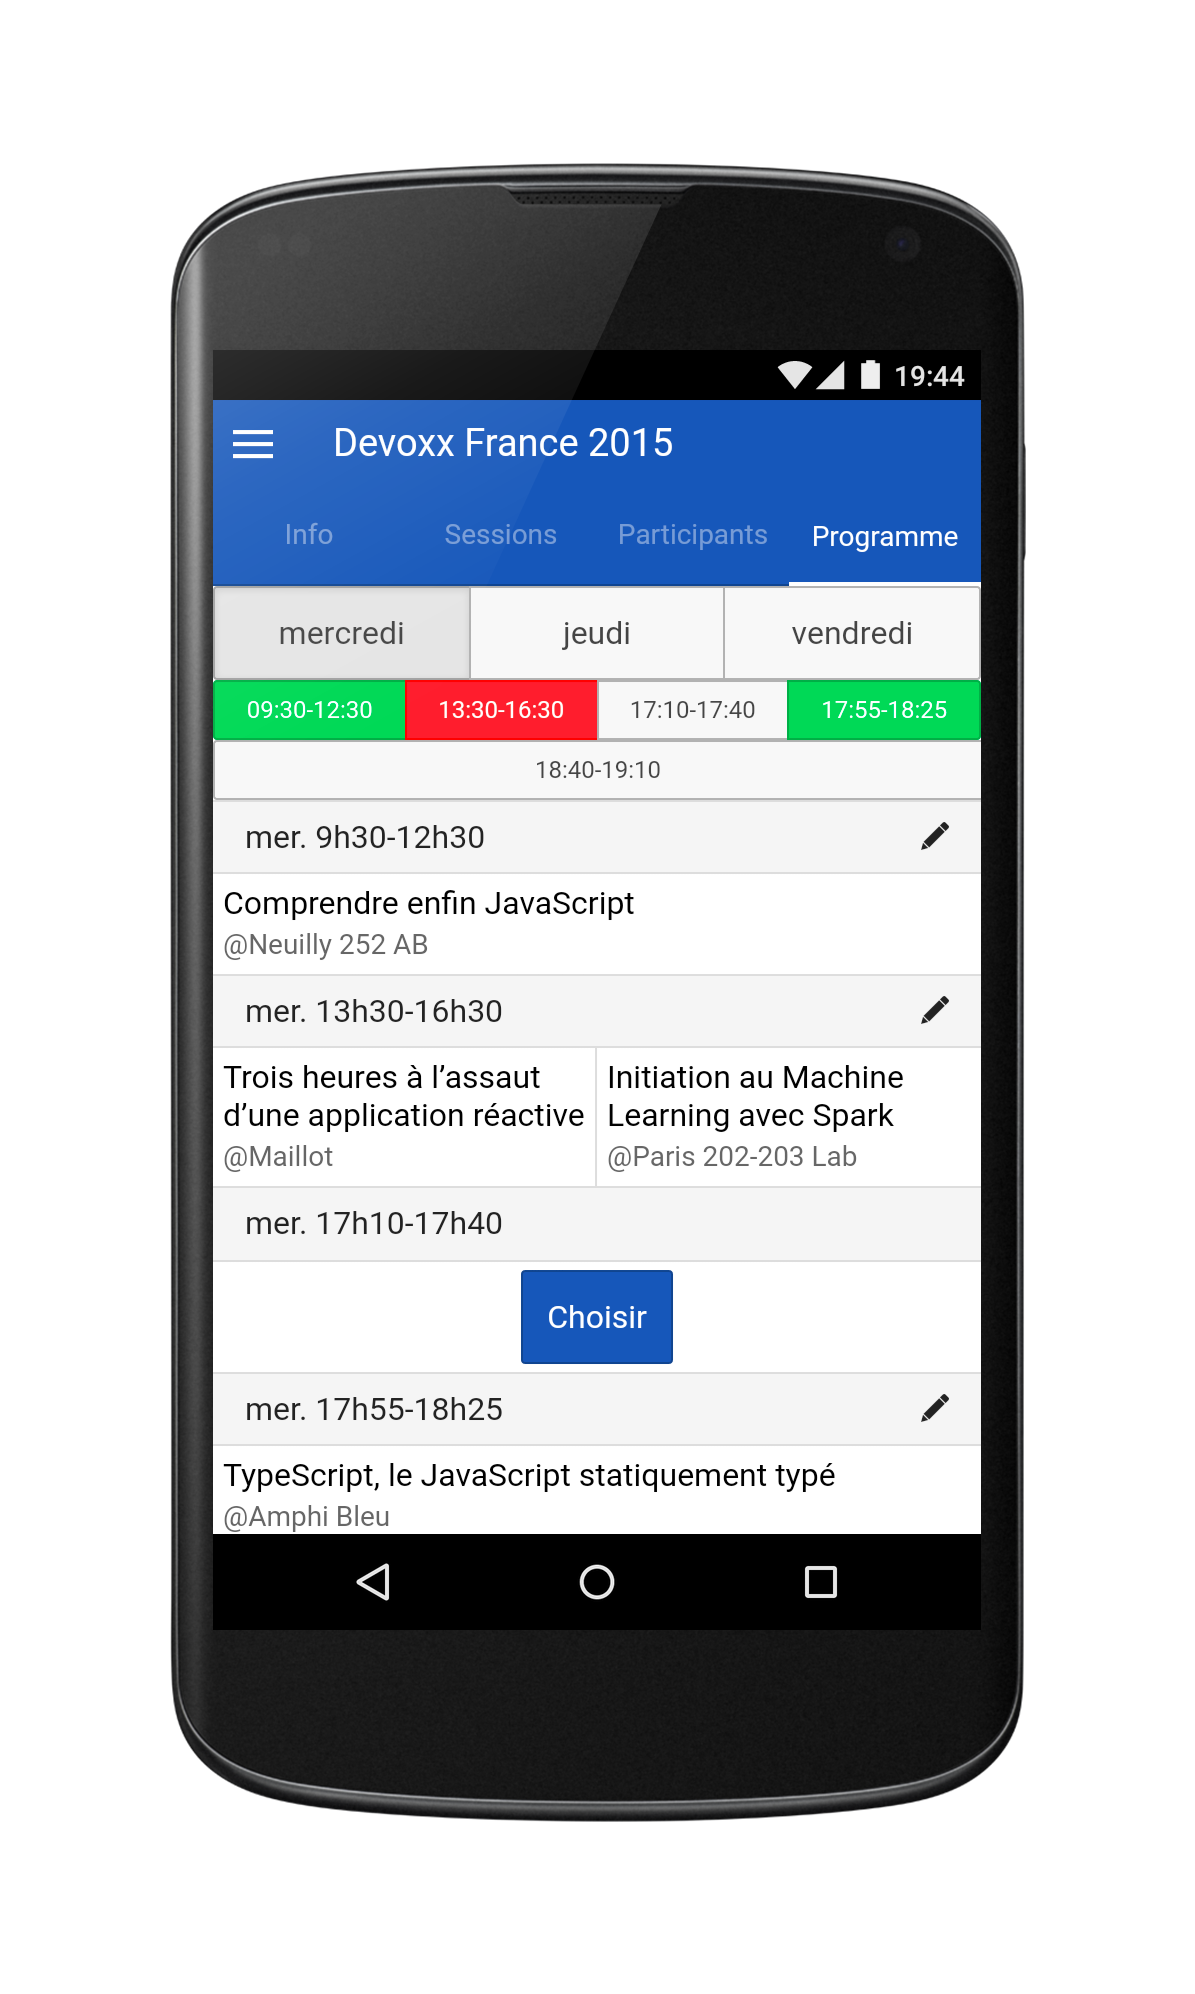 19:44
Devoxx France 2015
Info Sessions Participants Programme
mercredi jeudi vendredi
09:30-12:30 13:30-16:30 17:10-17:40 17:55-18:25
18:40-19:10
mer. 9h30-12h30
Comprendre enfin JavaScript
@Neuilly 252 AB
mer. 13h30-16h30
Trois heures à l’assaut
d’une application réactive
@Maillot
Initiation au Machine
Learning avec Spark
@Paris 202-203 Lab
mer. 17h10-17h40
Choisir
mer. 17h55-18h25
TypeScript, le JavaScript statiquement typé
@Amphi Bleu